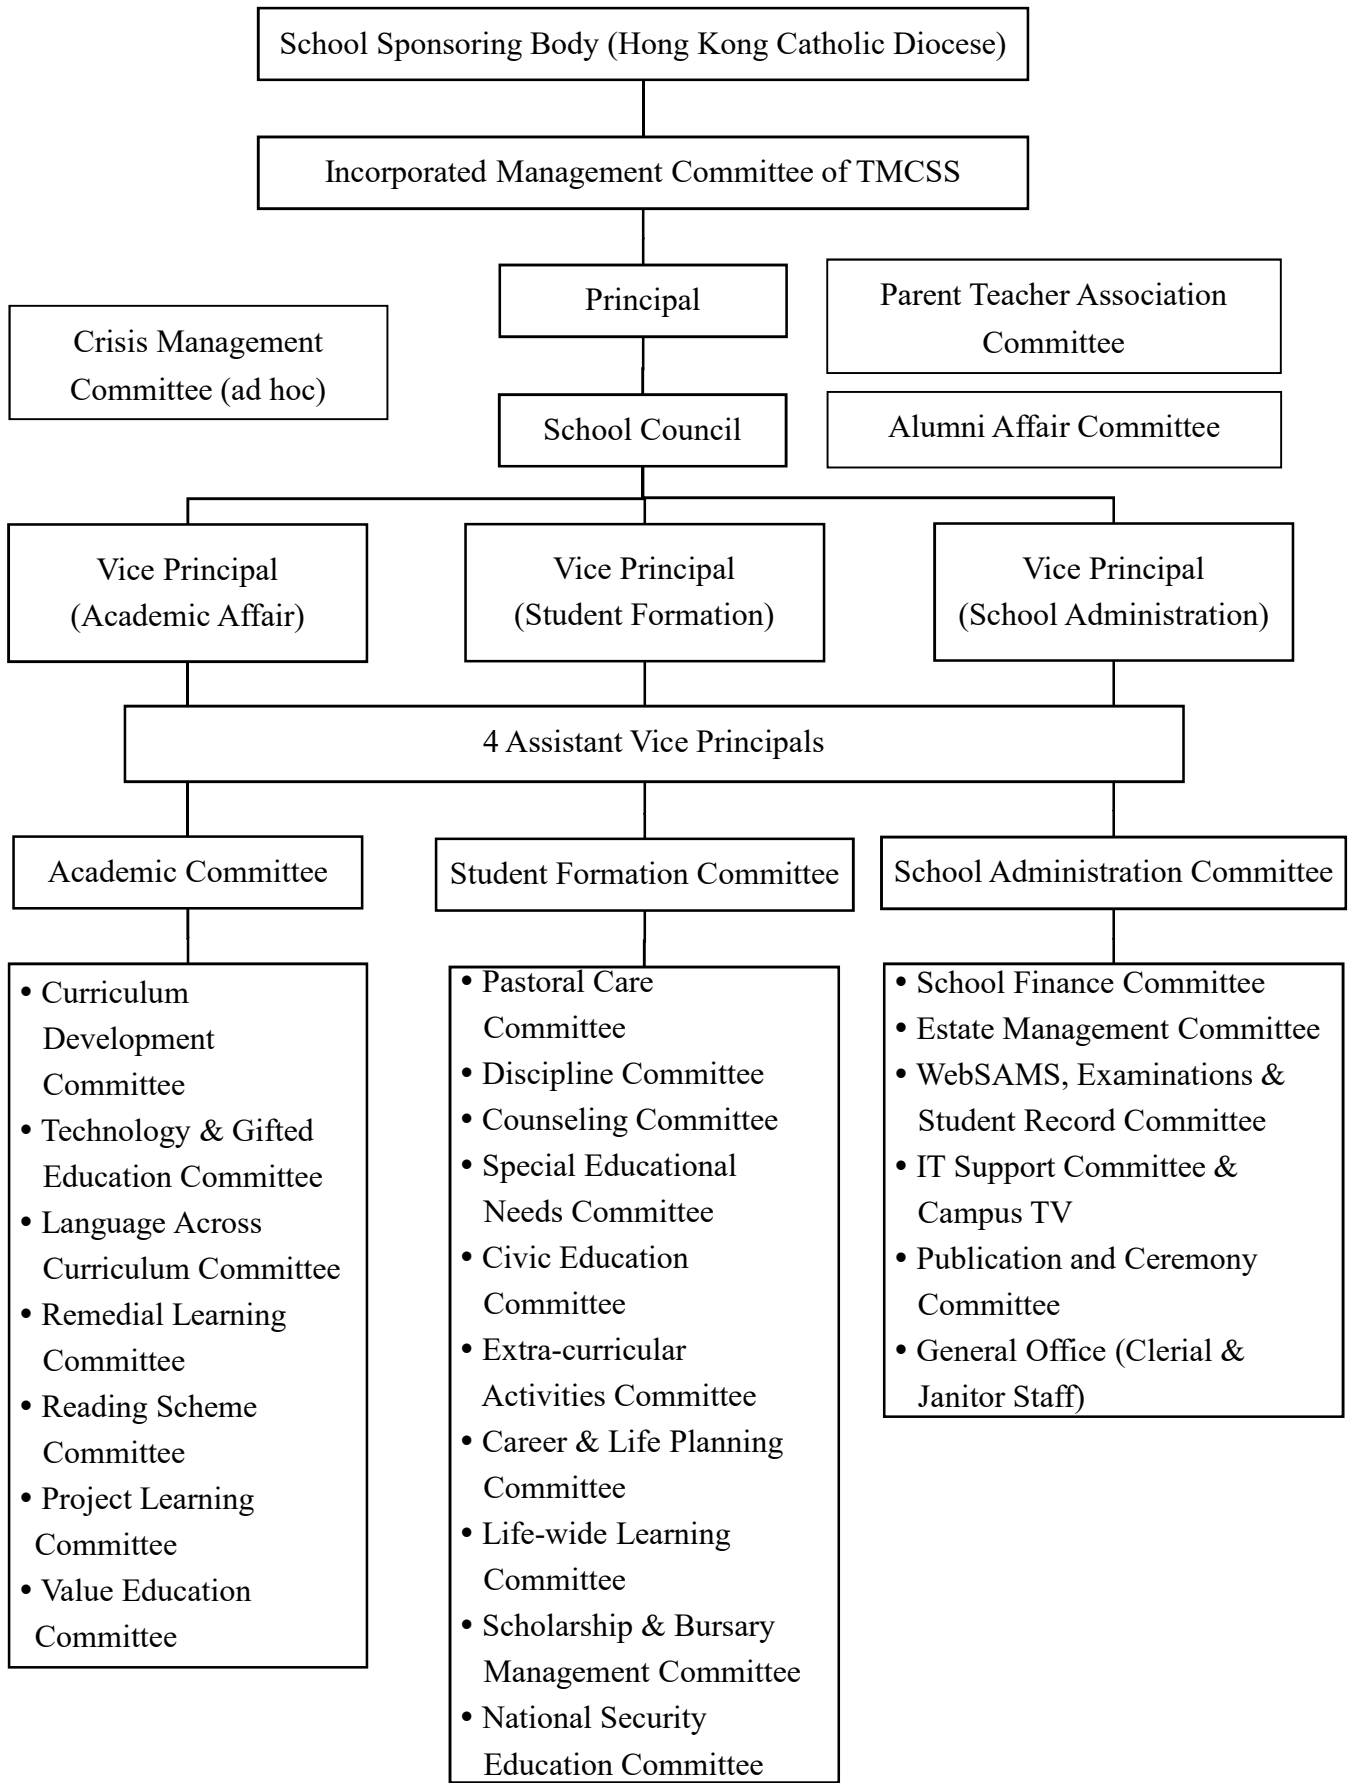 School Sponsoring Body (Hong Kong Catholic Diocese)
Incorporated Management Committee of TMCSS
Principal
Parent Teacher Association
Committee
Crisis Management
Committee (ad hoc)
School Council
Alumni Affair Committee
Vice Principal
(Academic Affair)
Vice Principal
(Student Formation)
Vice Principal
(School Administration)
4 Assistant Vice Principals
Academic Committee
Student Formation Committee
School Administration Committee
• Curriculum
Development
Committee
• Technology & Gifted
Education Committee
• Language Across
Curriculum Committee
• Remedial Learning
Committee
• Reading Scheme
Committee
• Project Learning
Committee
• Value Education
Committee
• Pastoral Care
Committee
• Discipline Committee
• Counseling Committee
• Special Educational
Needs Committee
• Civic Education
Committee
• Extra-curricular
Activities Committee
• Career & Life Planning
Committee
• Life-wide Learning
Committee
• Scholarship & Bursary
Management Committee
• National Security
Education Committee
• School Finance Committee
• Estate Management Committee
• WebSAMS, Examinations &
Student Record Committee
• IT Support Committee &
Campus TV
• Publication and Ceremony
Committee
• General Office (Clerial &
Janitor Staff)